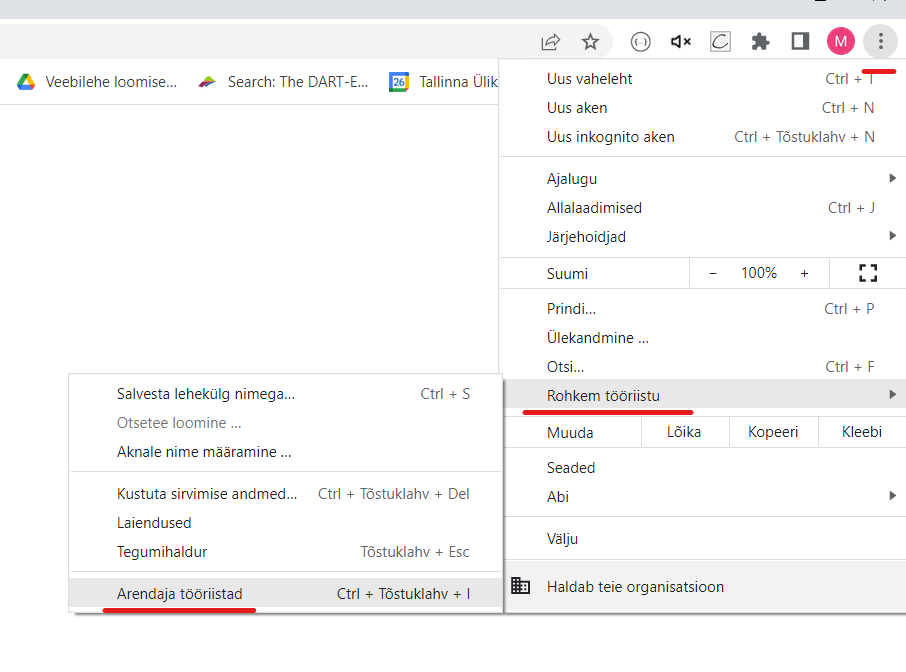 M
Veebilehe loomise... Search: The DART-E... 26 Tallinna Ülik
Uus vaheleht Ctrl + T
Uus aken Ctrl + N
Uus inkognito aken Ctrl + Tõstuklahv + N
Ajalugu
Allalaadimised Ctrl + J
Järjehoidjad
Suumi − 100% +
Prindi... Ctrl + P
Ülekandmine ...
Otsi... Ctrl + F
Rohkem tööriistu
Muuda Lõika Kopeeri Kleebi
Seaded
Abi
Välju
Haldab teie organisatsioon
Salvesta lehekülg nimega... Ctrl + S
Otsetee loomine ...
Aknale nime määramine ...
Kustuta sirvimise andmed... Ctrl + Tõstuklahv + Del
Laiendused
Tegumihaldur Tõstuklahv + Esc
Arendaja tööriistad Ctrl + Tõstuklahv + I